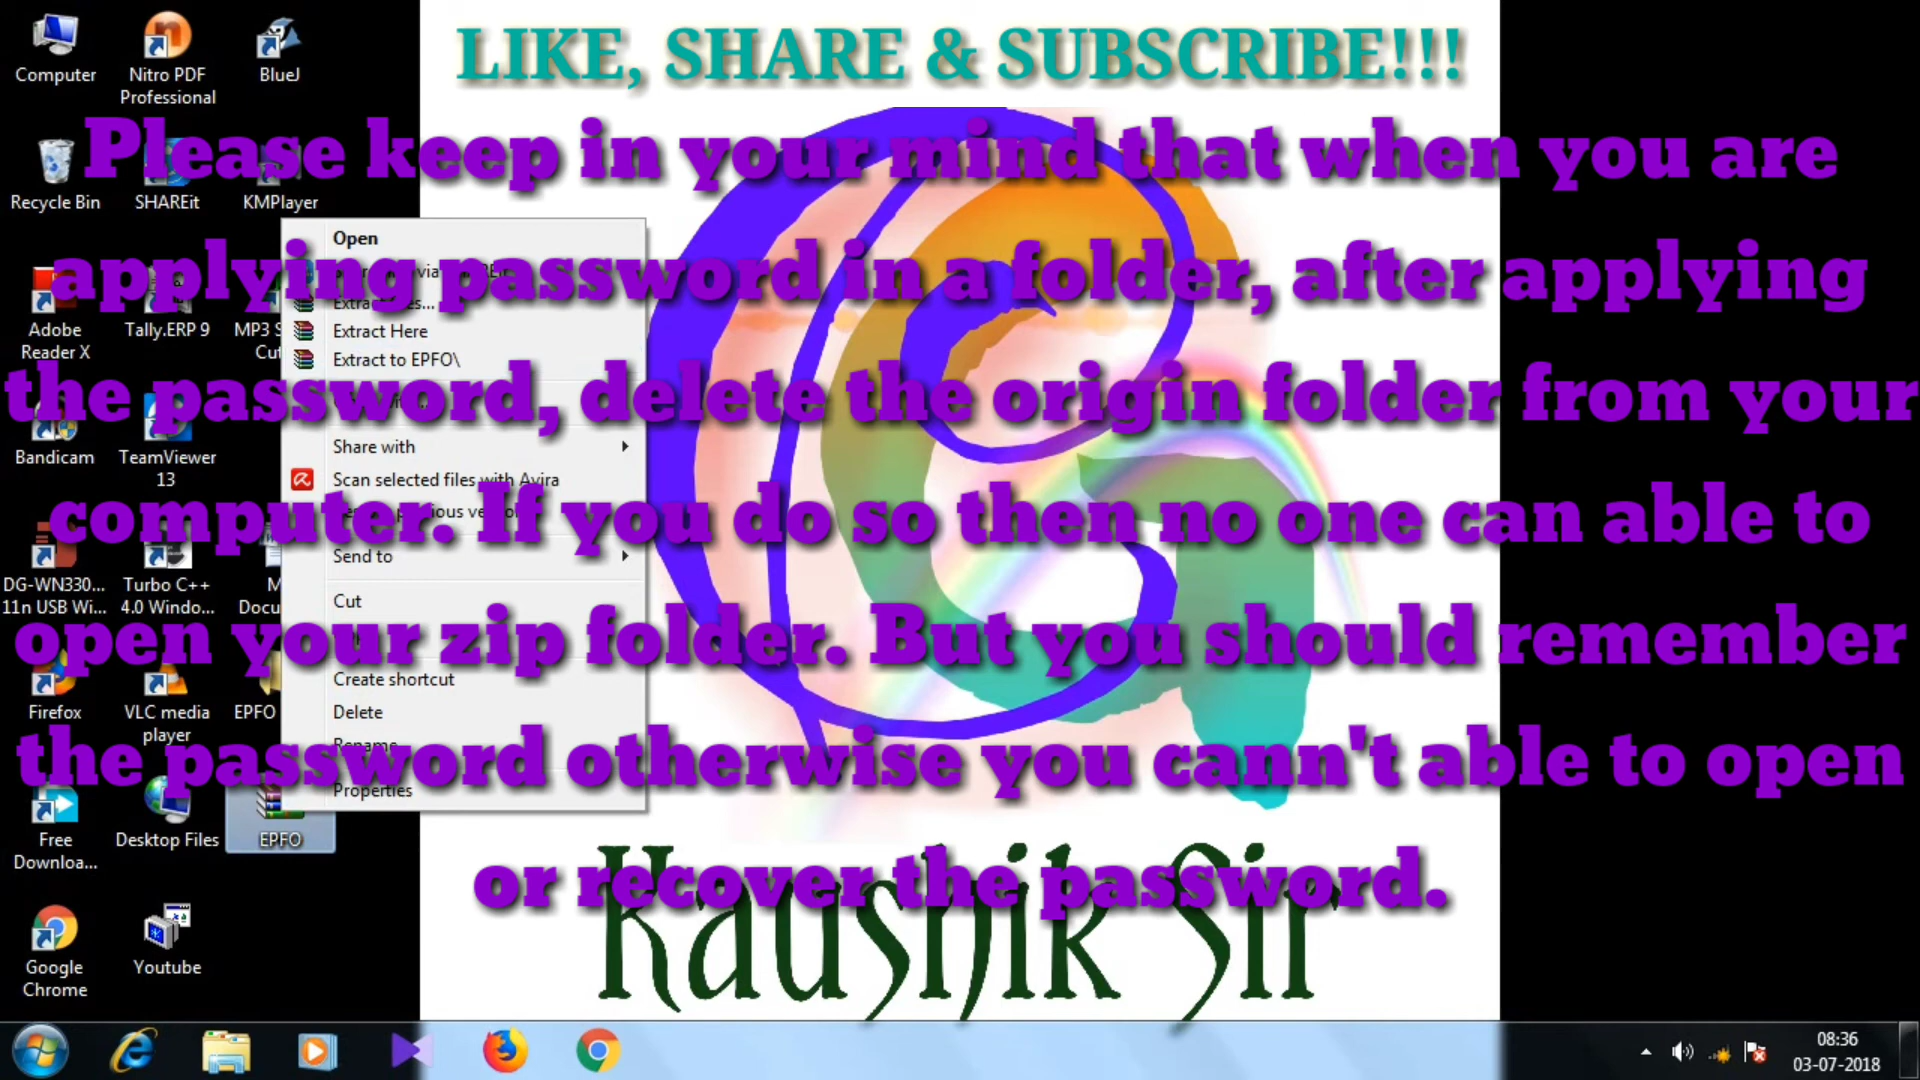 LIKE, SHARE & SUBSCRIBE!!!
Please keep in your mind that when you are
applying password in a folder, after applying
the password, delete the origin folder from your
computer. If you do so then no one can able to
open your zip folder. But you should remember
the password otherwise you cann't able to open
or recover the password.
Kaushik Sir
Computer
Nitro PDF
Professional
BlueJ
Recycle Bin
SHAREit
KMPlayer
Adobe
Reader X
Tally.ERP 9
MP3 S
Cut
Bandicam
TeamViewer
13
DG-WN330...
11n USB Wi...
Turbo C++
4.0 Windo...
M
Docu
Firefox
VLC media
player
EPFO
Free
Downloa...
Desktop Files
EPFO
Google
Chrome
Youtube
Open
Extract Here
Extract to EPFO\
Share with
Scan selected files with Avira
Send to
Cut
Create shortcut
Delete
Rename
Properties
08:36
03-07-2018